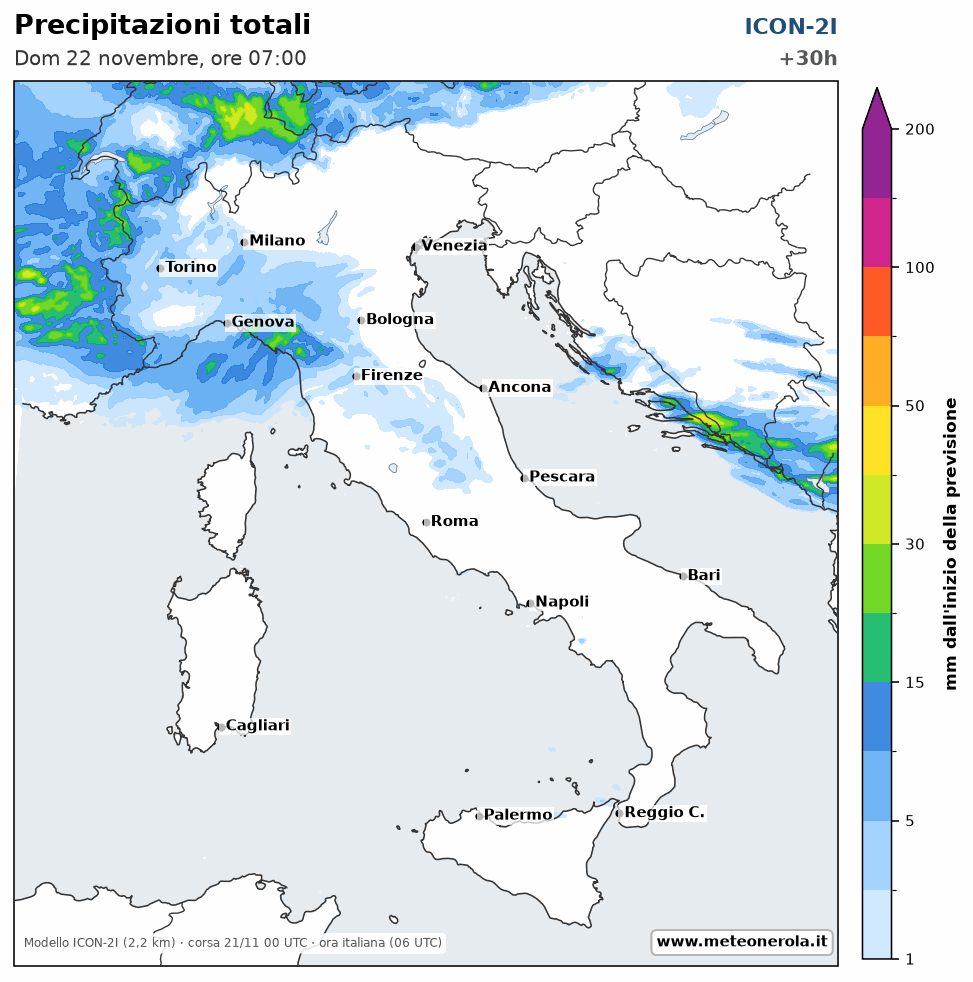 Precipitazioni totali
ICON-2I
Dom 22 novembre, ore 07:00
+30h
Milano
Venezia
Torino
Genova
Bologna
Firenze
Ancona
Pescara
Roma
Bari
Napoli
Cagliari
Palermo
Reggio C.
200
100
50
30
15
5
1
mm dall'inizio della previsione
Modello ICON-2I (2,2 km) · corsa 21/11 00 UTC · ora italiana (06 UTC)
www.meteonerola.it